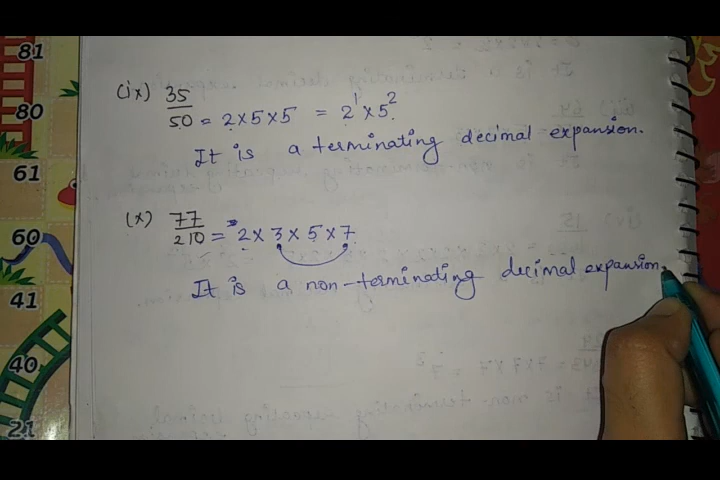 81
80
61
60
41
40
21
(ix) 35/50 = 2×5×5 = 2¹×5²
It is a terminating decimal expansion.
(x) 77/210 = 2×3×5×7
It is a non-terminating decimal expansion.